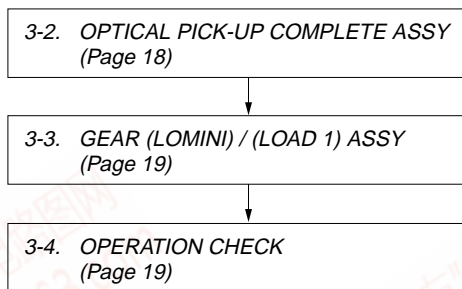 3-2. OPTICAL PICK-UP COMPLETE ASSY
(Page 18)
3-3. GEAR (LOMINI) / (LOAD 1) ASSY
(Page 19)
3-4. OPERATION CHECK
(Page 19)